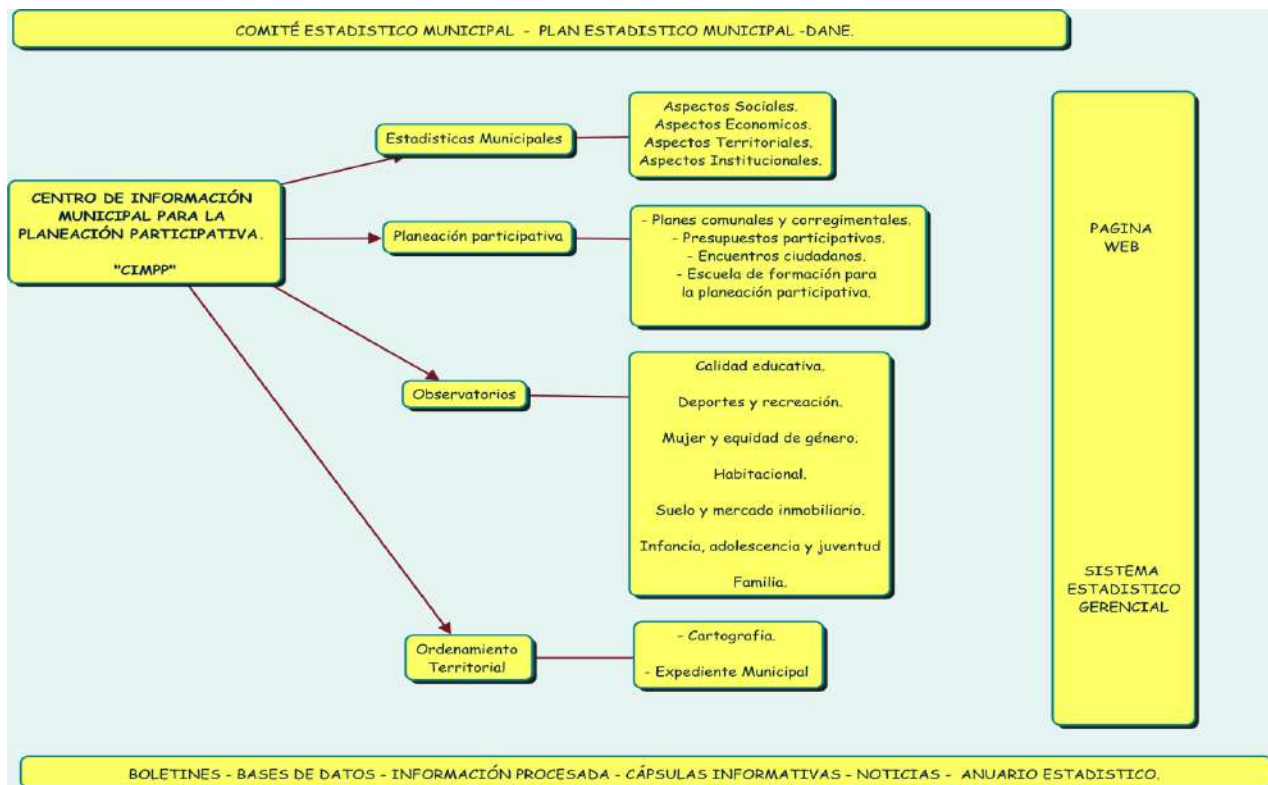 COMITÉ ESTADISTICO MUNICIPAL - PLAN ESTADISTICO MUNICIPAL -DANE.
CENTRO DE INFORMACIÓN
MUNICIPAL PARA LA
PLANEACIÓN PARTICIPATIVA.
"CIMPP"
Estadisticas Municipales
Aspectos Sociales.
Aspectos Economicos.
Aspectos Territoriales.
Aspectos Institucionales.
Planeación participativa
- Planes comunales y corregimentales.
- Presupuestos participativos.
- Encuentros ciudadanos.
- Escuela de formación para
la planeación participativa.
Observatorios
Calidad educativa.
Deportes y recreación.
Mujer y equidad de género.
Habitacional.
Suelo y mercado inmobiliario.
Infancia, adolescencia y juventud
Familia.
Ordenamiento
Territorial
- Cartografia.
- Expediente Municipal
PAGINA
WEB
SISTEMA
ESTADISTICO
GERENCIAL
BOLETINES - BASES DE DATOS - INFORMACIÓN PROCESADA - CÁPSULAS INFORMATIVAS - NOTICIAS - ANUARIO ESTADISTICO.